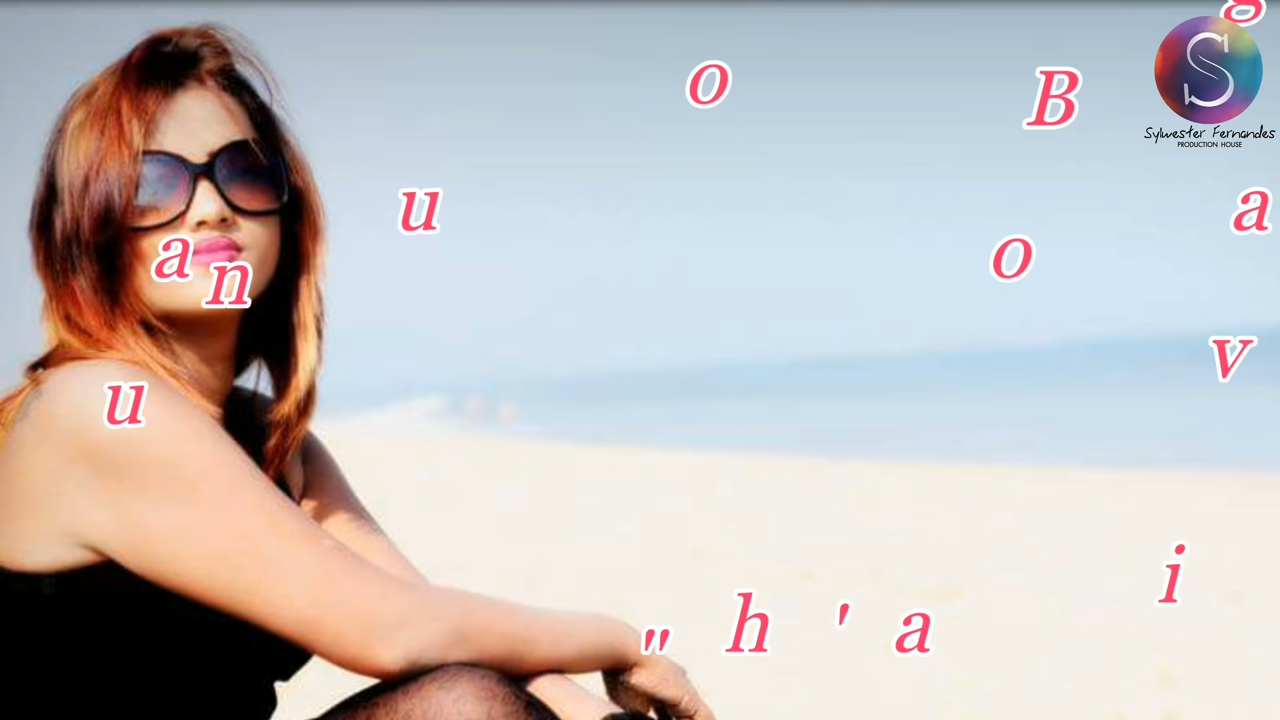 g
o B
u a
a n o
v
u
i
" h ' a
Sylwester Fernandes
PRODUCTION HOUSE